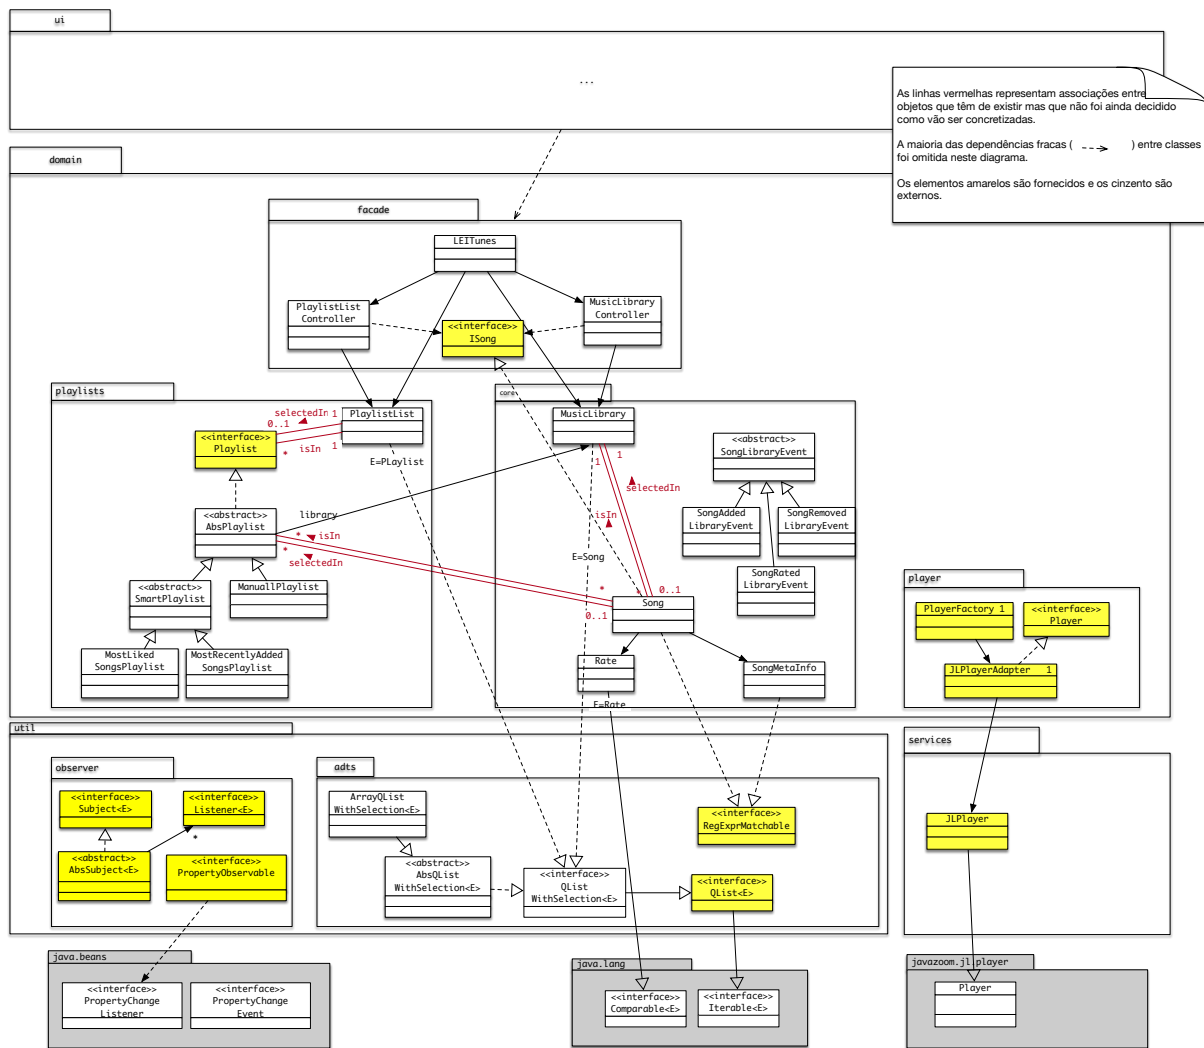 ui
...
As linhas vermelhas representam associações entre
objetos que têm de existir mas que não foi ainda decidido
como vão ser concretizadas.
A maioria das dependências fracas ( ) entre classes
foi omitida neste diagrama.
Os elementos amarelos são fornecidos e os cinzento são
externos.
domain
facade
LEITunes
PlaylistList
Controller
<<interface>>
ISong
MusicLibrary
Controller
playlists
selectedIn 1
0..1
PlaylistList
<<interface>>
Playlist
isIn 1
*
E=PLaylist
<<abstract>>
AbsPlaylist
library
* isIn
*
selectedIn
<<abstract>>
SmartPlaylist
ManuallPlaylist
MostLiked
SongsPlaylist
MostRecentlyAdded
SongsPlaylist
core
MusicLibrary
1 1
selectedIn
isIn
E=Song
<<abstract>>
SongLibraryEvent
SongAdded
LibraryEvent
SongRemoved
LibraryEvent
SongRated
LibraryEvent
* * 0..1
0..1
Song
Rate
SongMetaInfo
E=Rate
player
PlayerFactory 1
<<interface>>
Player
JLPlayerAdapter 1
util
observer
<<interface>>
Subject<E>
<<interface>>
Listener<E>
*
<<abstract>>
AbsSubject<E>
<<interface>>
PropertyObservable
adts
ArrayQList
WithSelection<E>
<<abstract>>
AbsQList
WithSelection<E>
<<interface>>
QList
WithSelection<E>
<<interface>>
RegExprMatchable
<<interface>>
QList<E>
services
JLPlayer
java.beans
<<interface>>
PropertyChange
Listener
<<interface>>
PropertyChange
Event
java.lang
<<interface>>
Comparable<E>
<<interface>>
Iterable<E>
javazoom.jl.player
Player